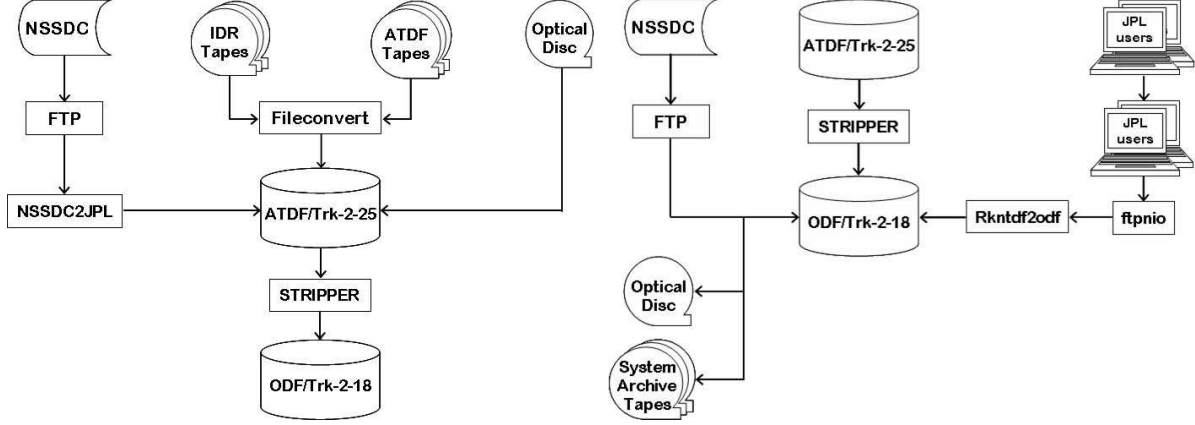 NSSDC
IDR
Tapes
ATDF
Tapes
Optical
Disc
FTP
Fileconvert
NSSDC2JPL
ATDF/Trk-2-25
STRIPPER
ODF/Trk-2-18
NSSDC
ATDF/Trk-2-25
JPL
users
FTP
STRIPPER
JPL
users
ODF/Trk-2-18
Rkntdf2odf
ftpnio
Optical
Disc
System
Archive
Tapes